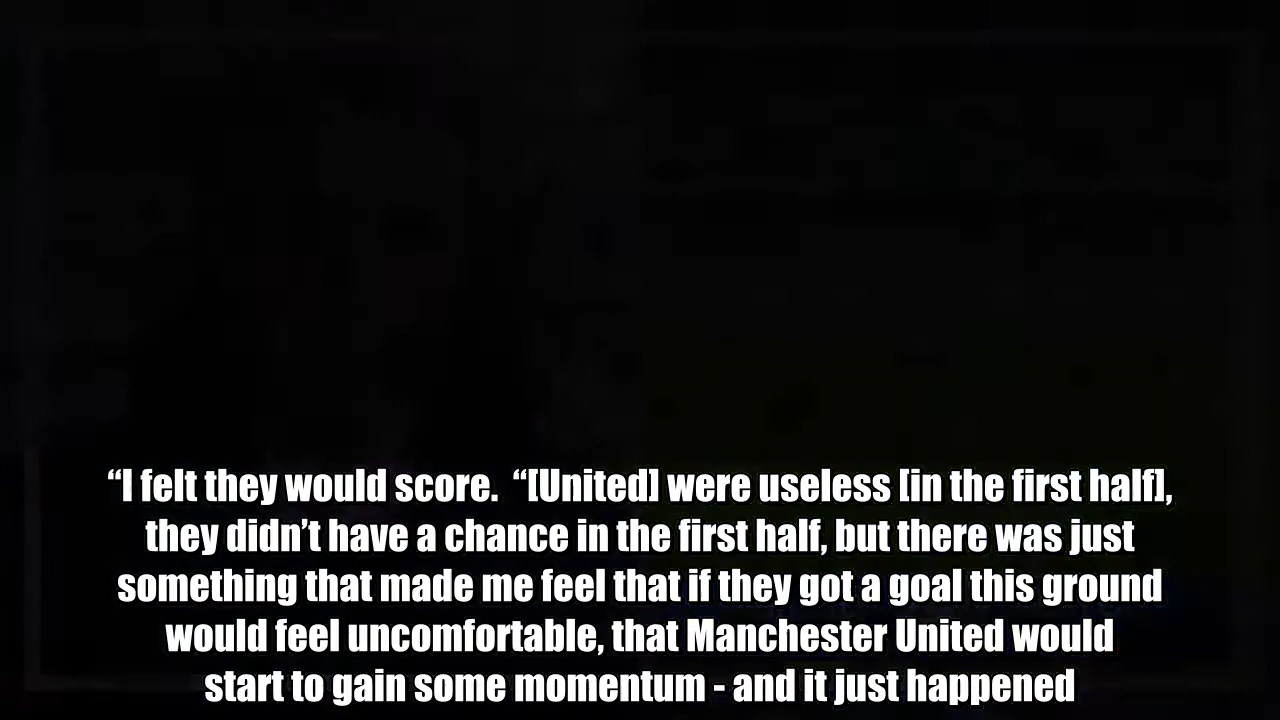 “I felt they would score.  “[United] were useless [in the first half],
they didn’t have a chance in the first half, but there was just
something that made me feel that if they got a goal this ground
would feel uncomfortable, that Manchester United would
start to gain some momentum - and it just happened